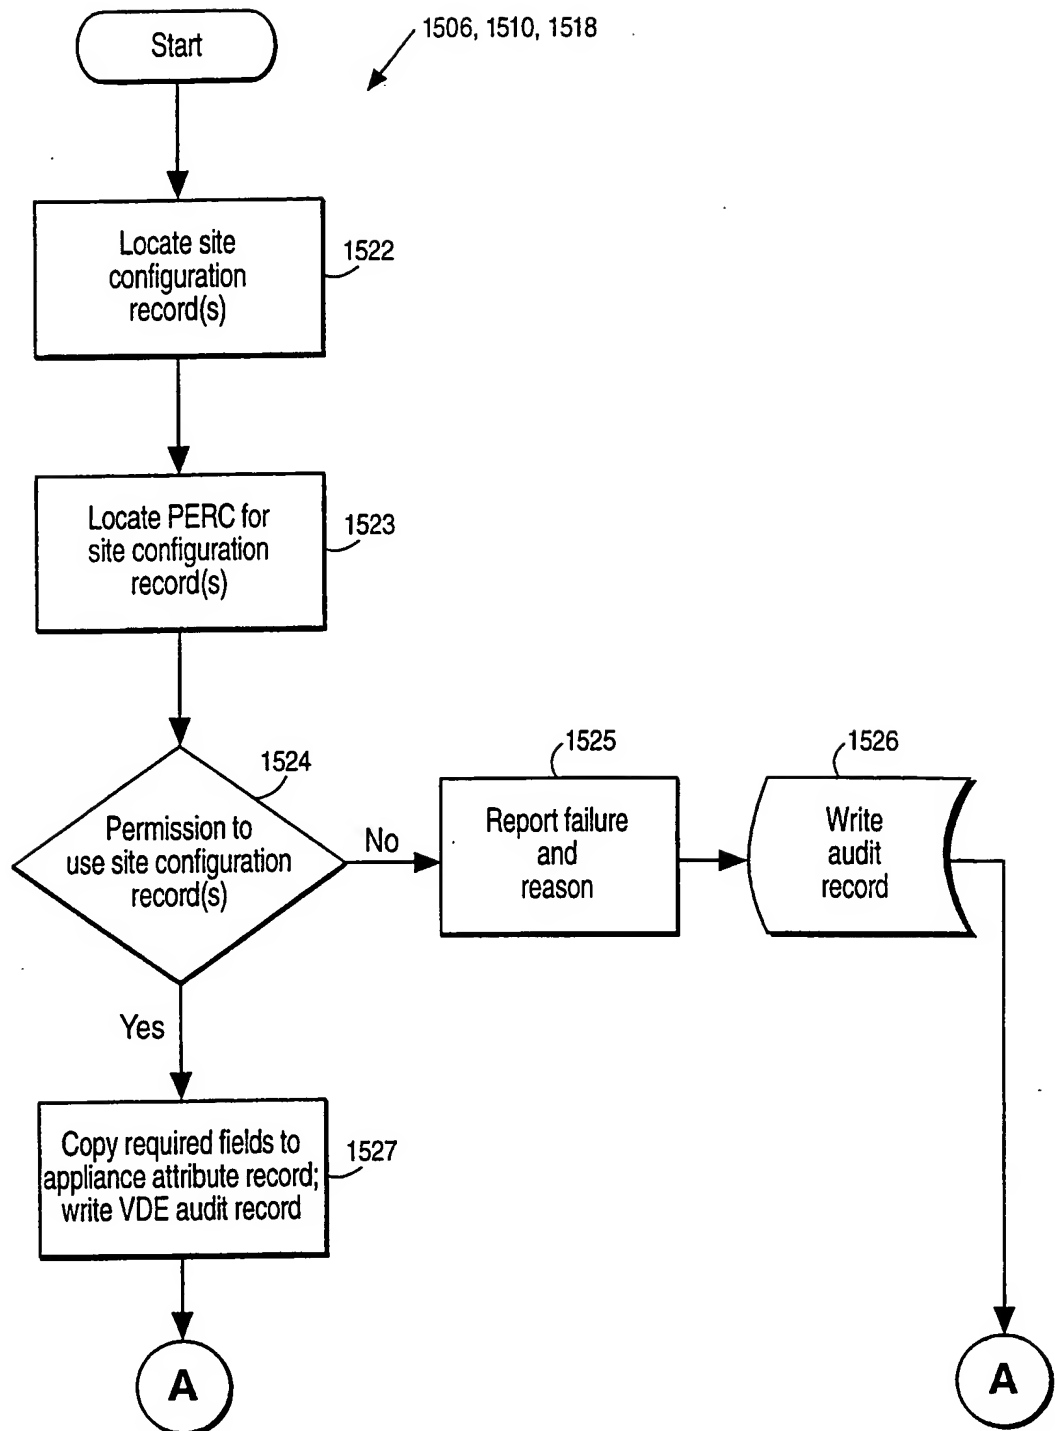 Start
1506, 1510, 1518
Locate site
configuration
record(s)
1522
Locate PERC for
site configuration
record(s)
1523
1524
Permission to
use site configuration
record(s)
No
1525
Report failure
and
reason
1526
Write
audit
record
Yes
Copy required fields to
appliance attribute record;
write VDE audit record
1527
A
A